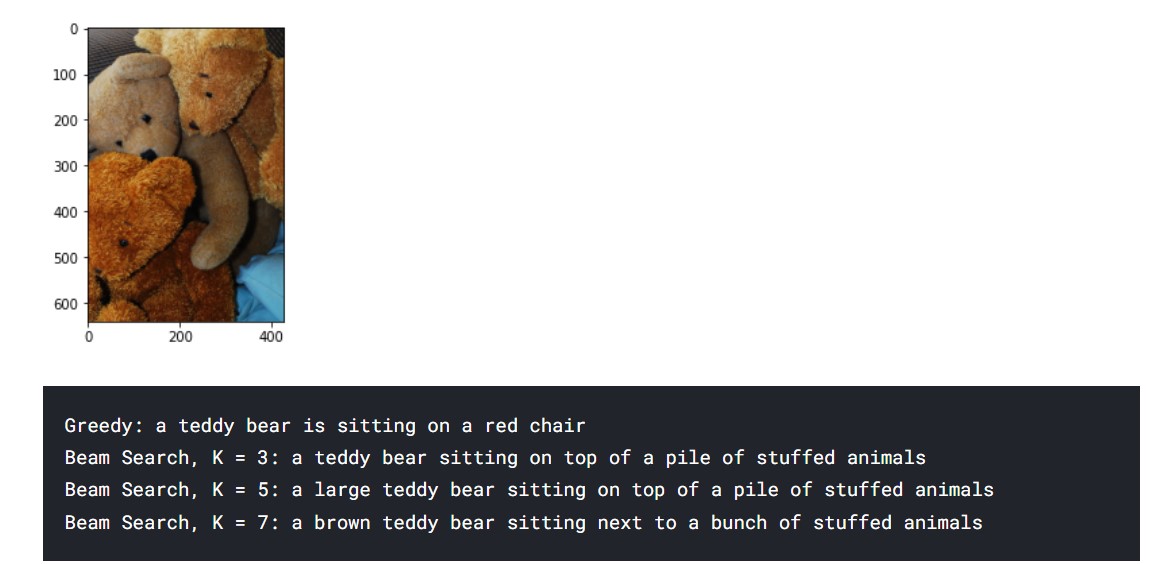 0
100
200
300
400
500
600
0 200 400
Greedy: a teddy bear is sitting on a red chair
Beam Search, K = 3: a teddy bear sitting on top of a pile of stuffed animals
Beam Search, K = 5: a large teddy bear sitting on top of a pile of stuffed animals
Beam Search, K = 7: a brown teddy bear sitting next to a bunch of stuffed animals